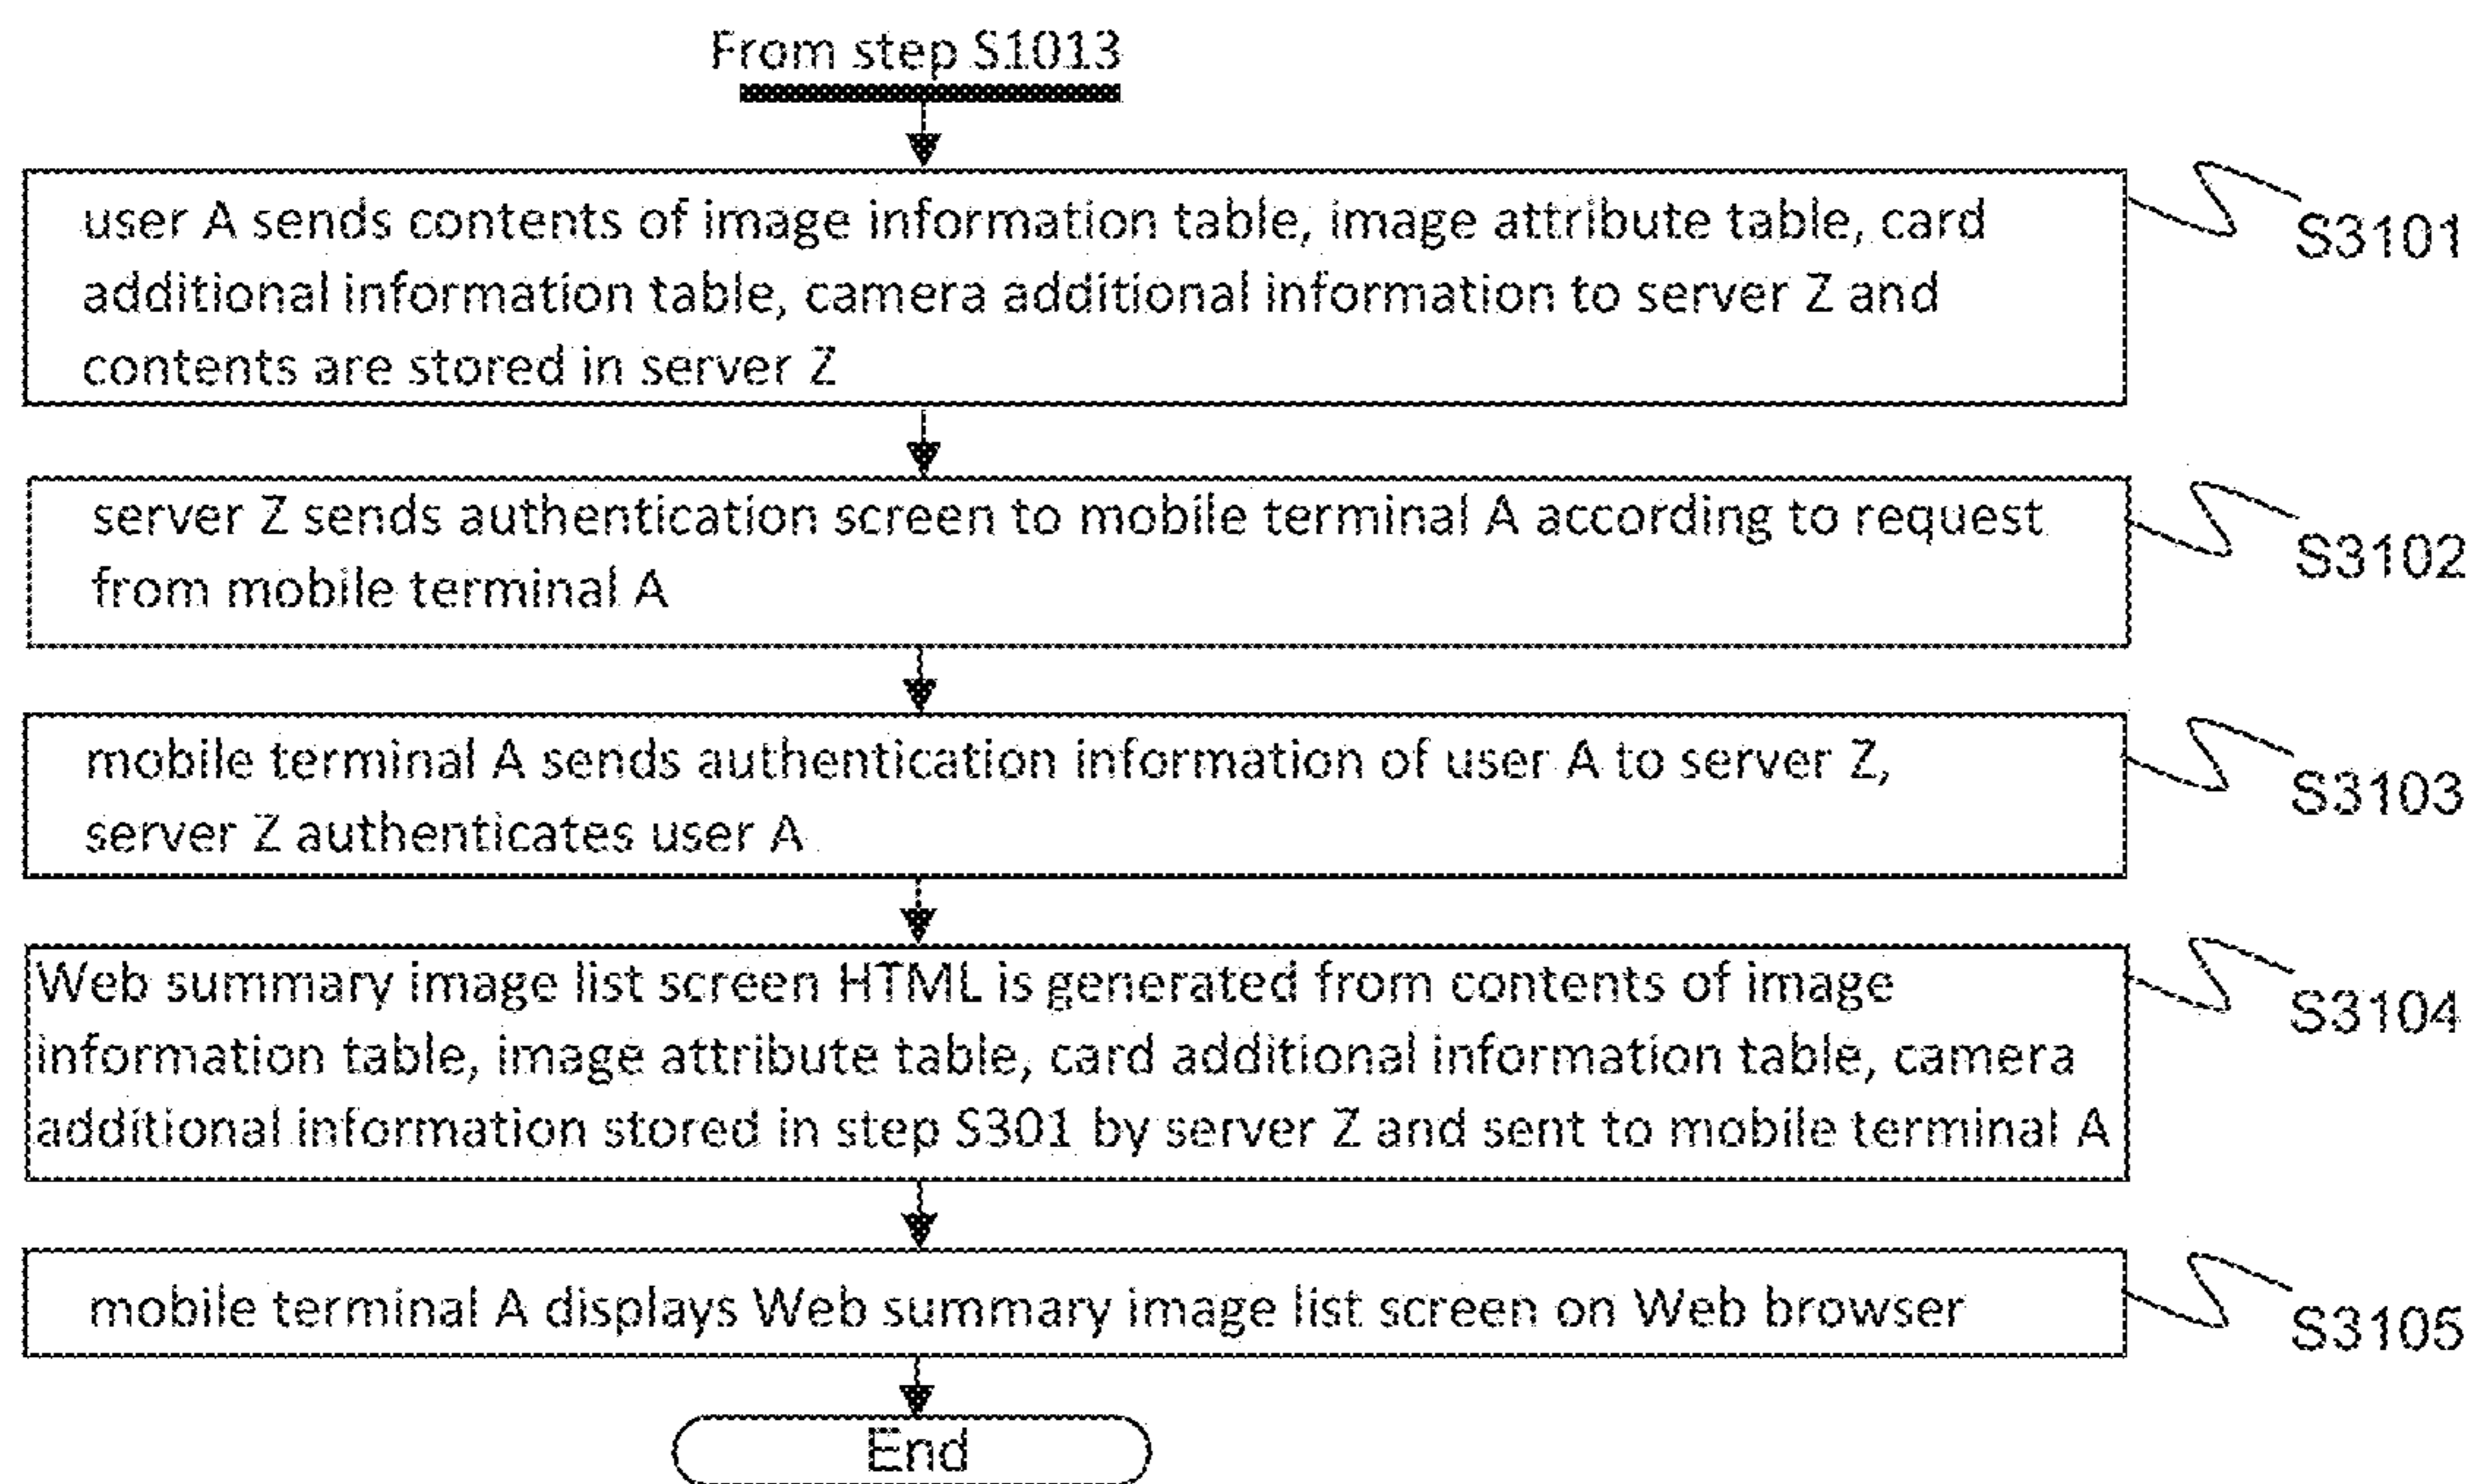 From step S1013
user A sends contents of image information table, image attribute table, card
additional information table, camera additional information to server Z and
contents are stored in server Z
S3101
server Z sends authentication screen to mobile terminal A according to request
from mobile terminal A
S3102
mobile terminal A sends authentication information of user A to server Z,
server Z authenticates user A
S3103
Web summary image list screen HTML is generated from contents of image
information table, image attribute table, card additional information table, camera
additional information stored in step S301 by server Z and sent to mobile terminal A
S3104
mobile terminal A displays Web summary image list screen on Web browser
S3105
End